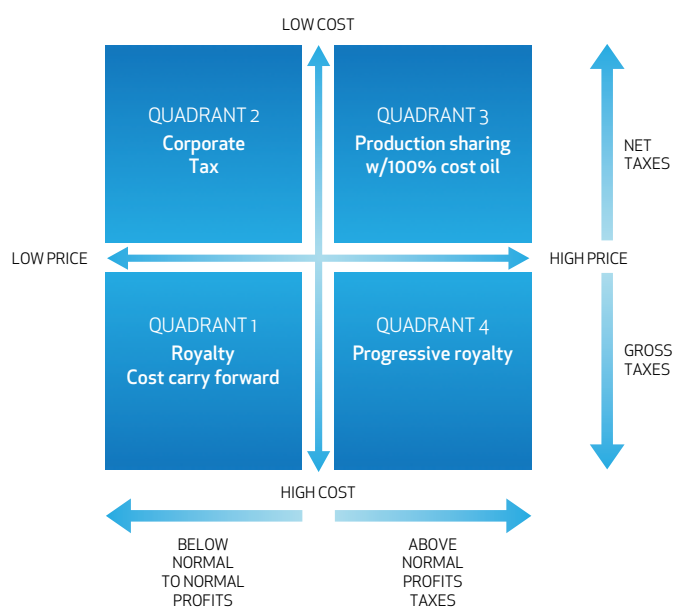 LOW COST
QUADRANT 2
Corporate
Tax
QUADRANT 3
Production sharing
w/100% cost oil
NET
TAXES
LOW PRICE
HIGH PRICE
QUADRANT 1
Royalty
Cost carry forward
QUADRANT 4
Progressive royalty
GROSS
TAXES
HIGH COST
BELOW
NORMAL
TO NORMAL
PROFITS
ABOVE
NORMAL
PROFITS
TAXES